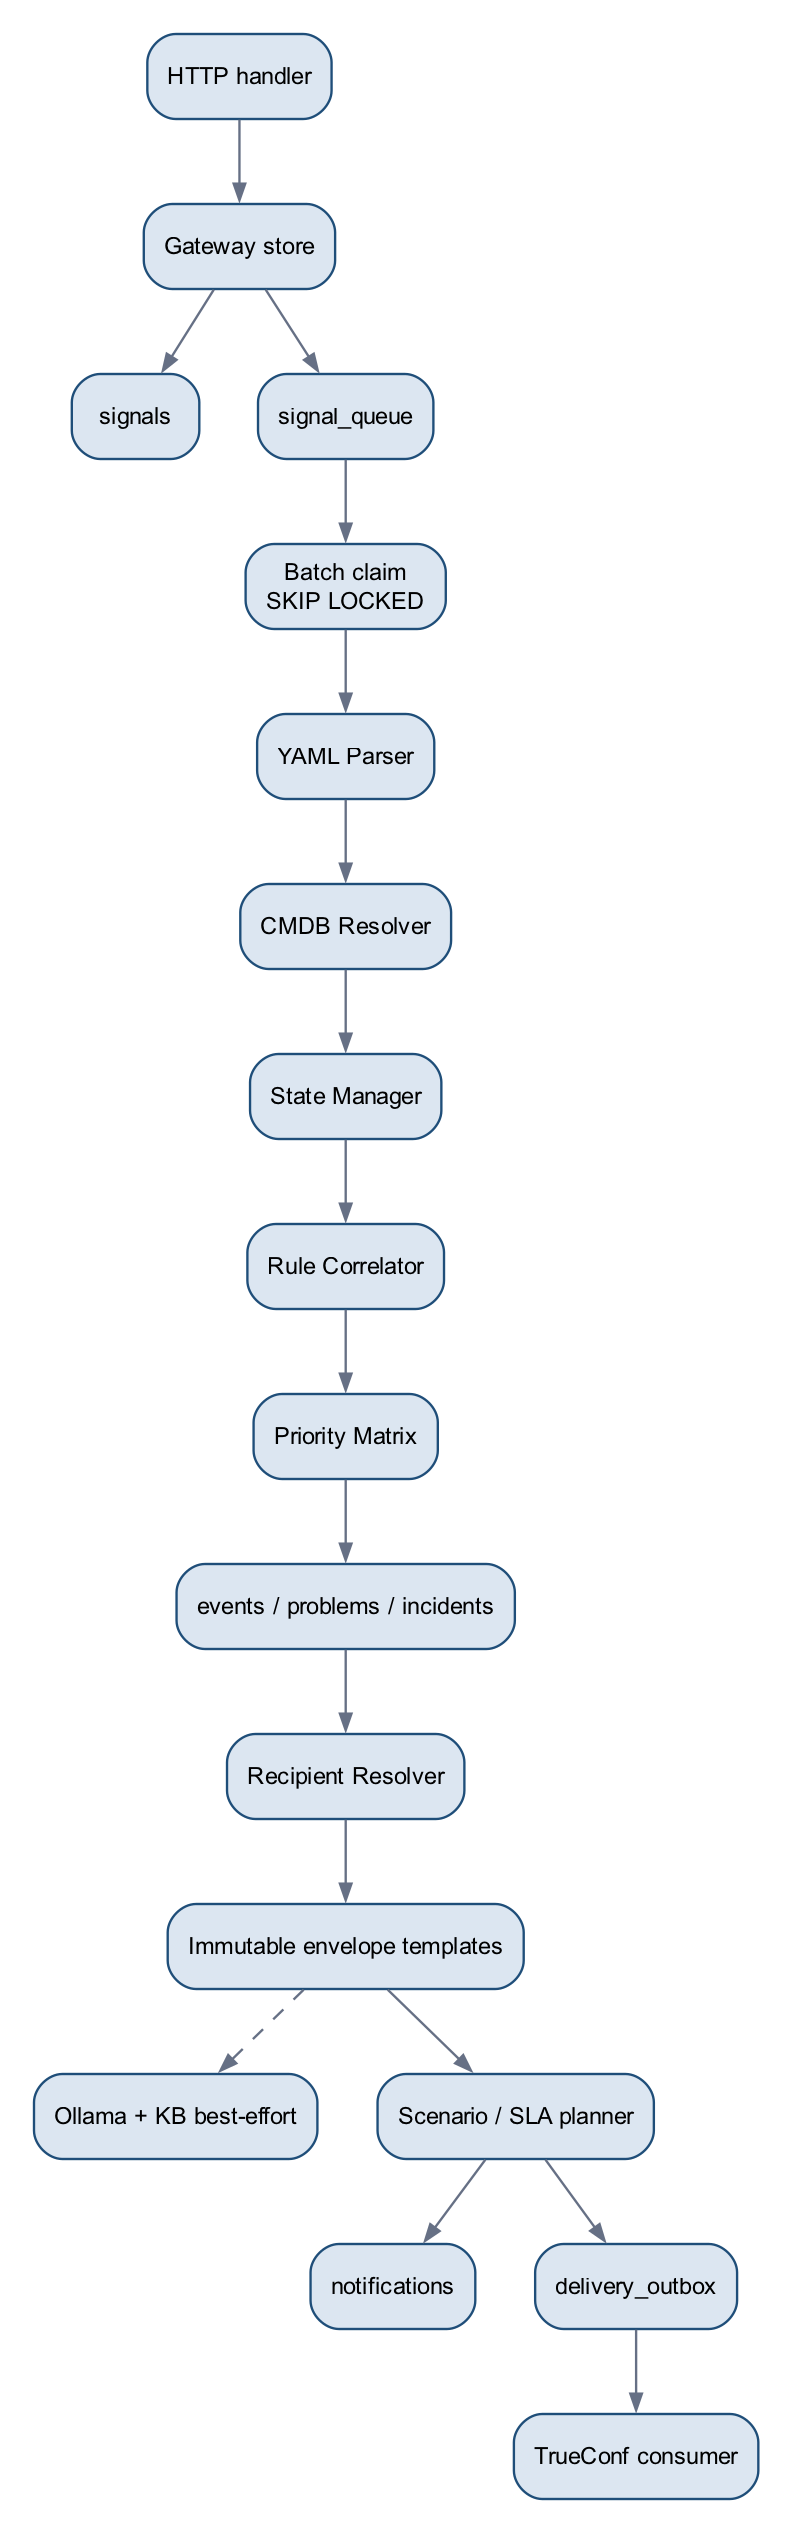 HTTP handler
Gateway store
signals
signal_queue
Batch claim
SKIP LOCKED
YAML Parser
CMDB Resolver
State Manager
Rule Correlator
Priority Matrix
events / problems / incidents
Recipient Resolver
Immutable envelope templates
Ollama + KB best-effort
Scenario / SLA planner
notifications
delivery_outbox
TrueConf consumer